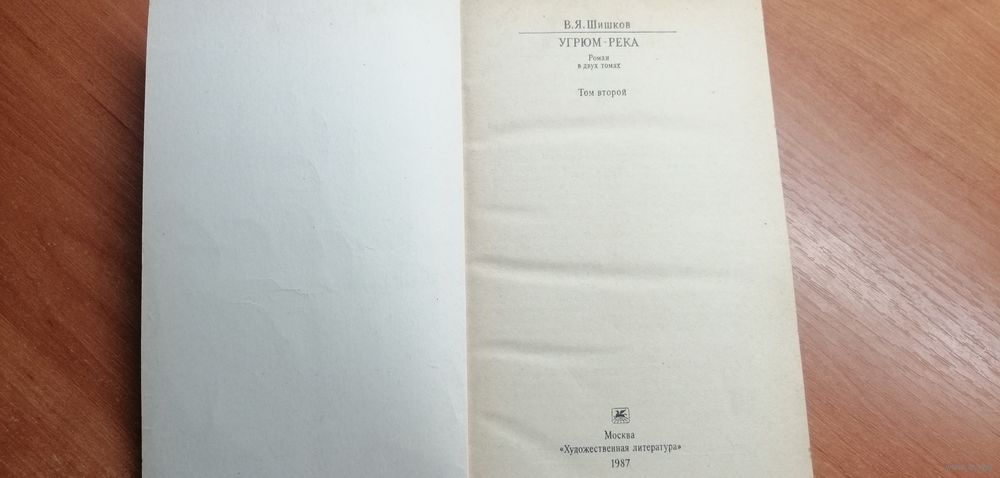 В.Я.Шишков
УГРЮМ-РЕКА
Роман
в двух томах
Том второй
Москва
«Художественная литература»
1987